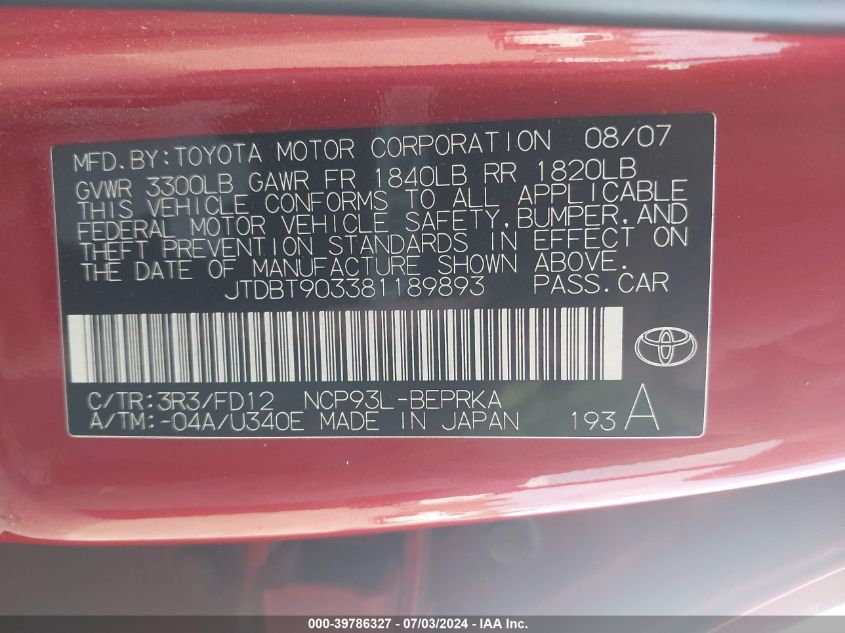 MFD.BY:TOYOTA MOTOR CORPORATION 08/07
GVWR 3300LB GAWR FR 1840LB RR 1820LB
THIS VEHICLE CONFORMS TO ALL APPLICABLE
FEDERAL MOTOR VEHICLE SAFETY,BUMPER,AND
THEFT PREVENTION STANDARDS IN EFFECT ON
THE DATE OF MANUFACTURE SHOWN ABOVE.
JTDBT903381189893 PASS.CAR
C/TR:3R3/FD12 NCP93L-BEPRKA
A/TM:-04A/U340E MADE IN JAPAN 193 A
000-39786327 - 07/03/2024 - IAA Inc.